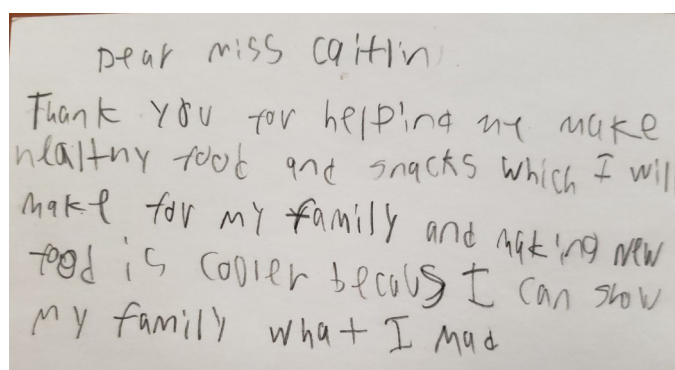 Dear miss Caitlin
Thank you for helping me make
healthy food and snacks which I will
make for my family and making new
food is cooler becaus I can show
my family what I mad